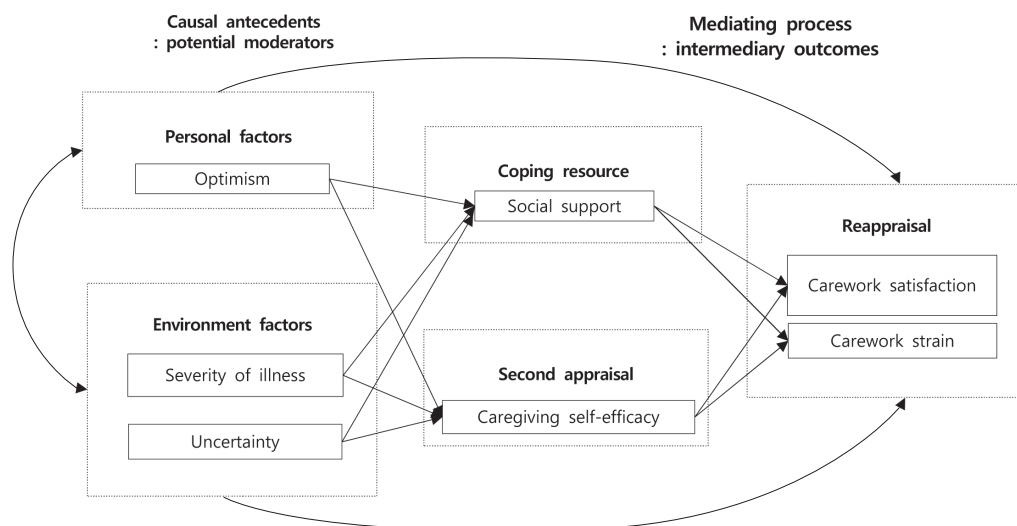 Causal antecedents
: potential moderators
Mediating process
: intermediary outcomes
Personal factors
Optimism
Coping resource
Social support
Reappraisal
Carework satisfaction
Carework strain
Environment factors
Severity of illness
Uncertainty
Second appraisal
Caregiving self-efficacy